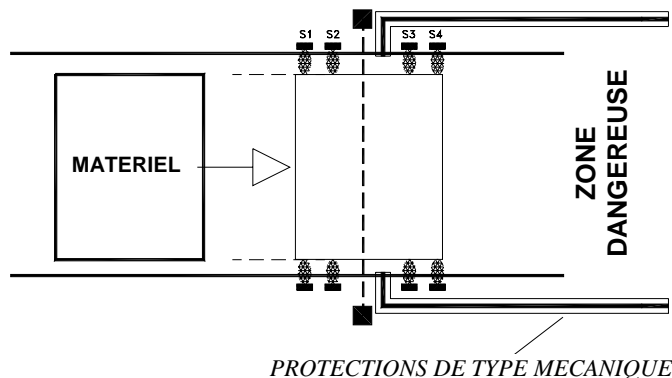 S1 S2 S3 S4
MATERIEL
ZONE
DANGEREUSE
PROTECTIONS DE TYPE MECANIQUE